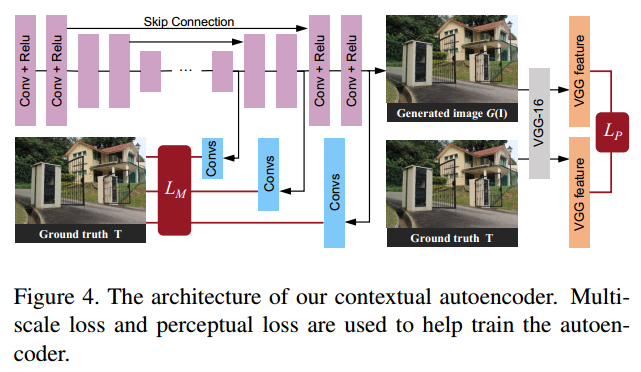 Skip Connection
Conv + Relu
Conv + Relu
...
Conv + Relu
Conv + Relu
Generated image G(I)
VGG-16
VGG feature
L_P
Convs
Convs
Convs
L_M
Ground truth T
Ground truth T
VGG feature
Figure 4. The architecture of our contextual autoencoder. Multi-
scale loss and perceptual loss are used to help train the autoen-
coder.